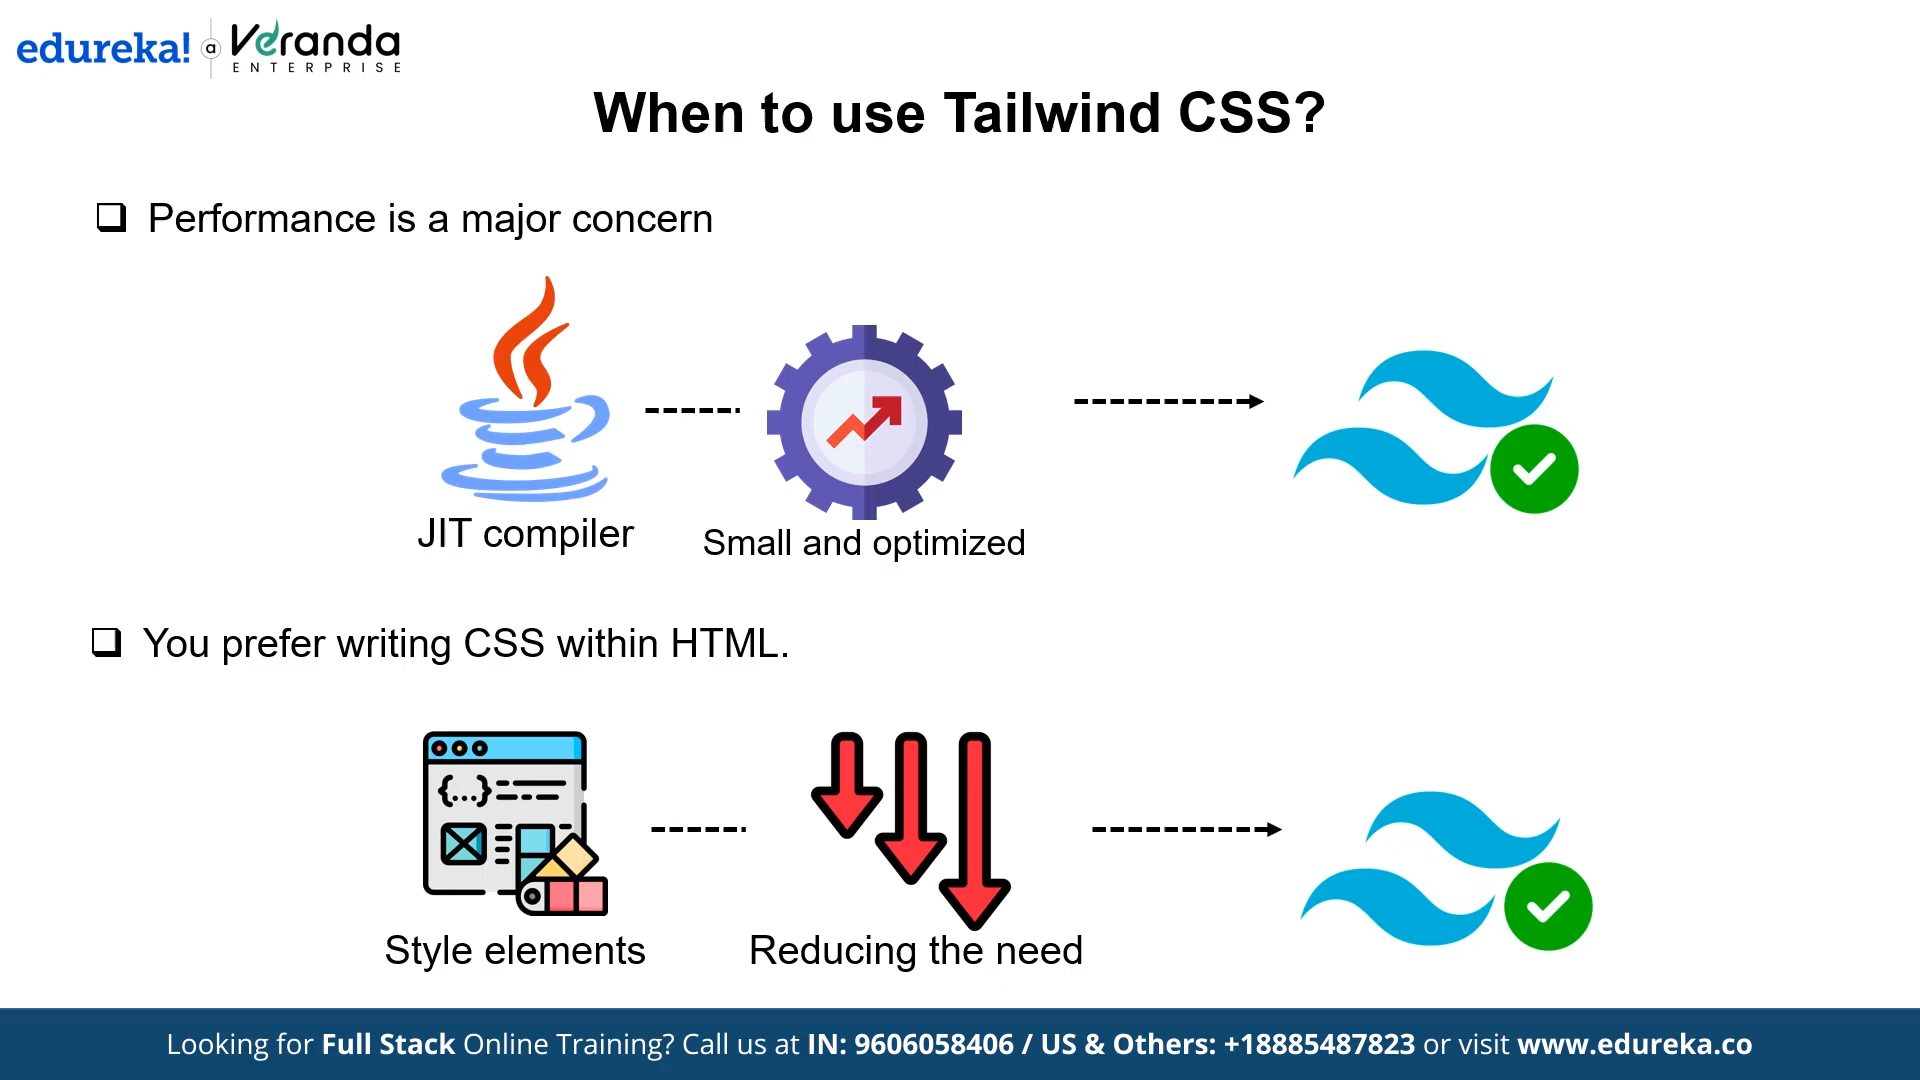 edureka! a Veranda
ENTERPRISE
When to use Tailwind CSS?
Performance is a major concern
JIT compiler
Small and optimized
You prefer writing CSS within HTML.
{...}
Style elements
Reducing the need
Looking for Full Stack Online Training? Call us at IN: 9606058406 / US & Others: +18885487823 or visit www.edureka.co